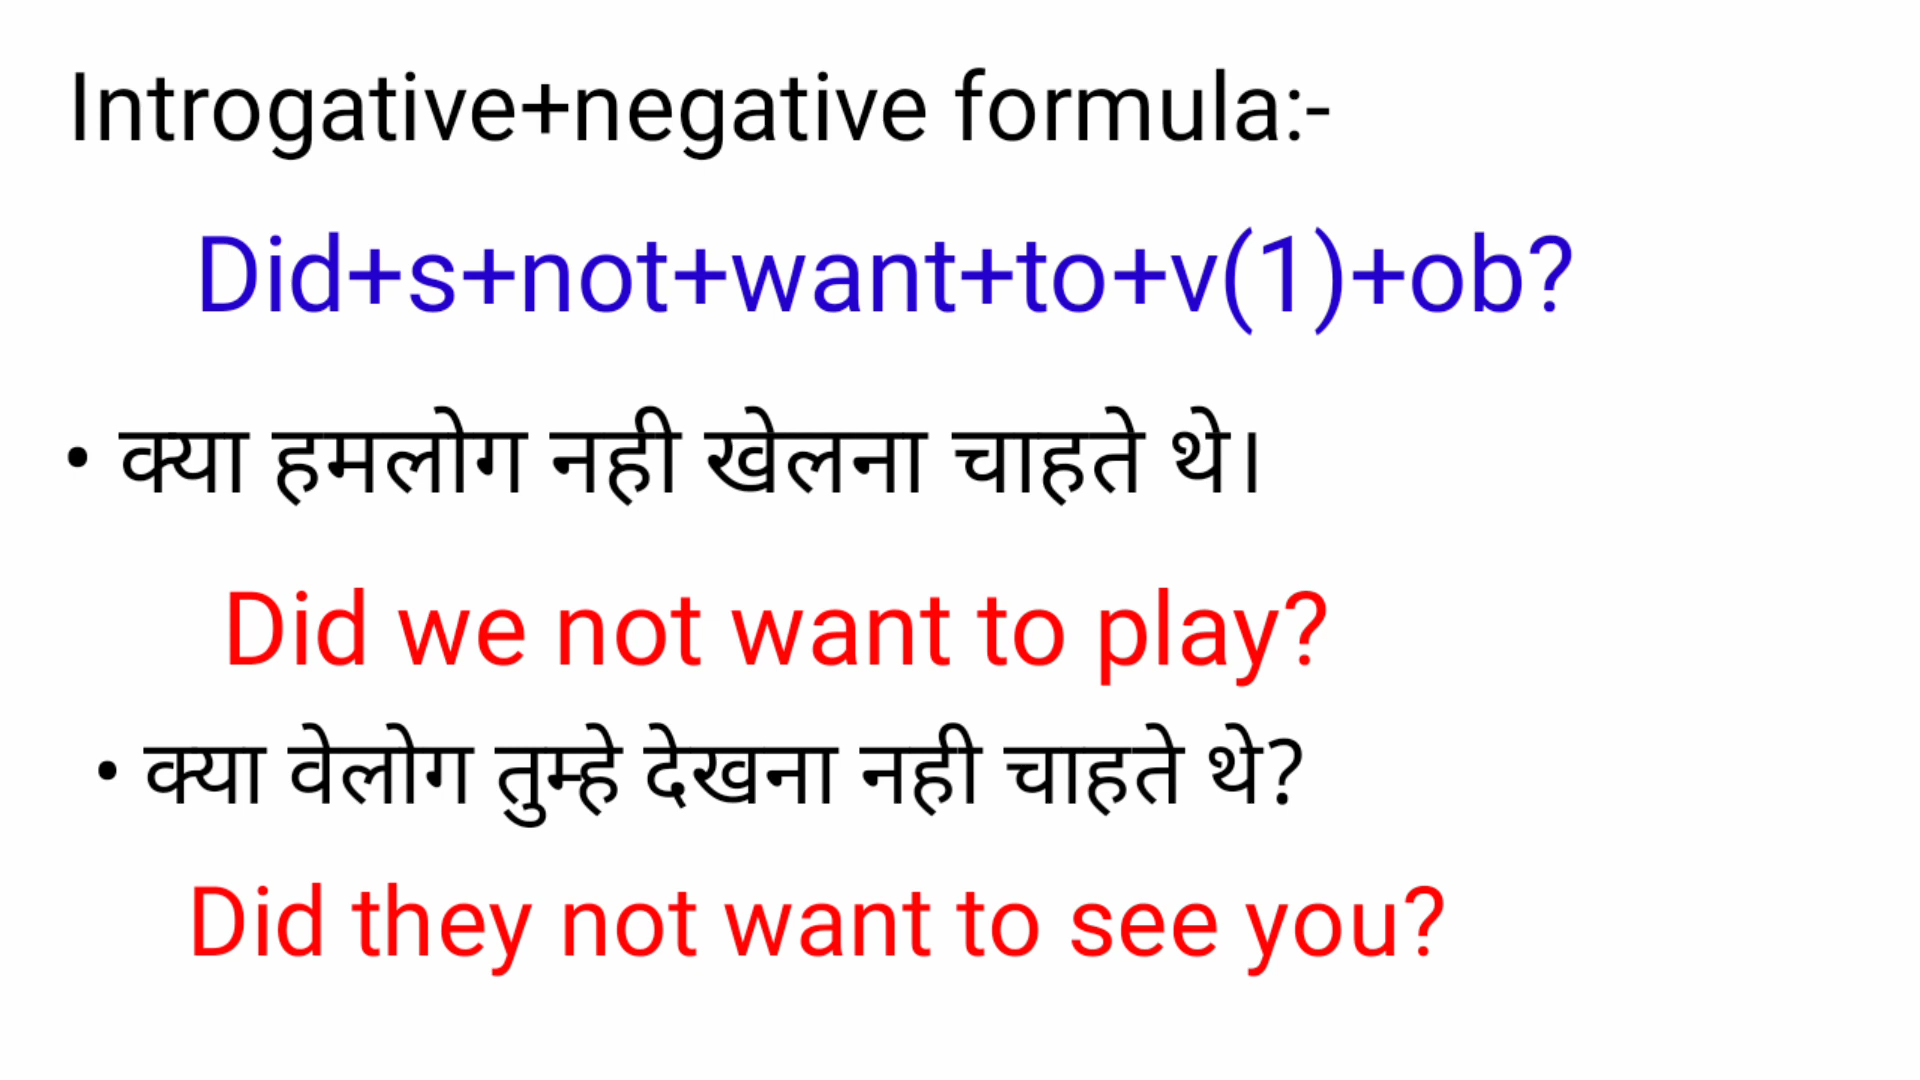 Introgative+negative formula:-
Did+s+not+want+to+v(1)+ob?
• क्या हमलोग नही खेलना चाहते थे।
Did we not want to play?
• क्या वेलोग तुम्हे देखना नही चाहते थे?
Did they not want to see you?